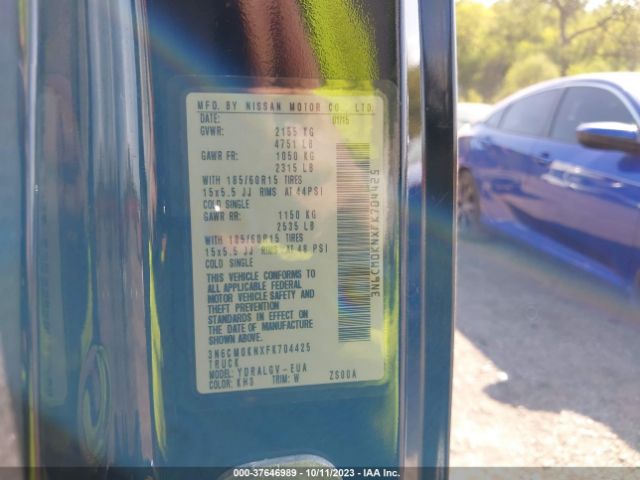 MFD. BY NISSAN MOTOR CO., LTD.
DATE: 01/15
GVWR: 2155 KG
4751 LB
GAWR FR: 1050 KG
2315 LB
WITH 185/60R15 TIRES
15x5.5 JJ RIMS AT 44PSI
COLD SINGLE
GAWR RR: 1150 KG
2535 LB
WITH 185/60R15 TIRES
15x5.5 JJ RIMS AT 48 PSI
COLD SINGLE
THIS VEHICLE CONFORMS TO
ALL APPLICABLE FEDERAL
MOTOR VEHICLE SAFETY AND
THEFT PREVENTION
STANDARDS IN EFFECT ON
THE DATE OF MANUFACTURE
SHOWN ABOVE.
3N6CM0KNXFK704425
TRUCK
MODEL: YDRALGV-EUA
COLOR: KH3 TRIM: W ZS00A
3N6CM0KNXFK704425
000-37646989 - 10/11/2023 - IAA Inc.